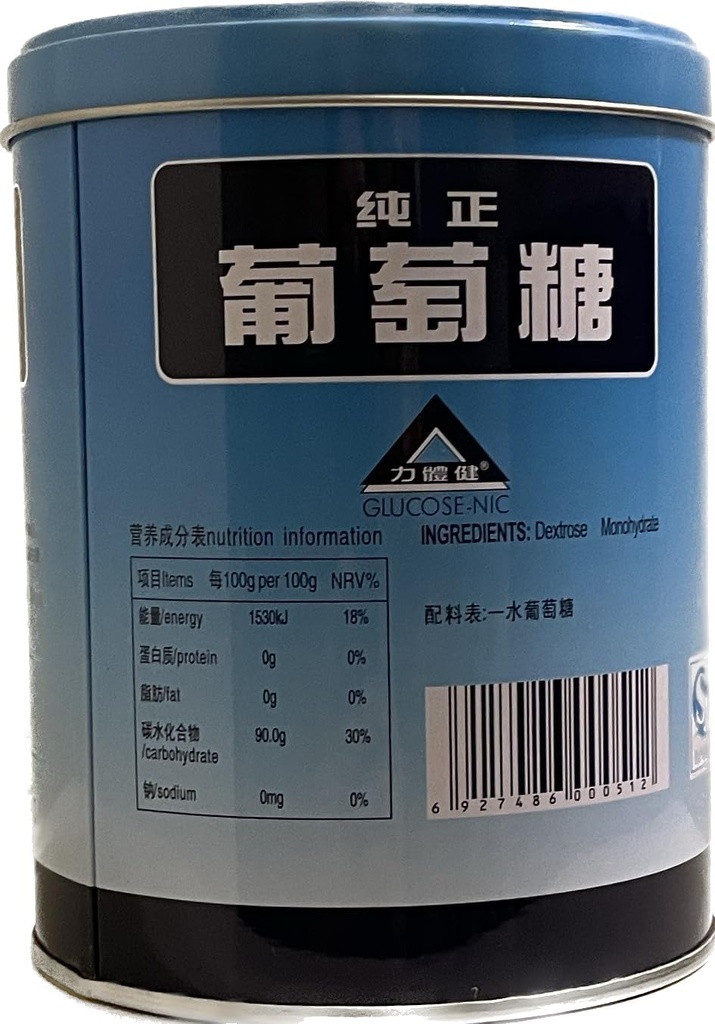 纯正
葡萄糖
力體健®
GLUCOSE-NIC
营养成分表nutrition information
项目Items 每100g per 100g NRV%
能量/energy 1530kJ 18%
蛋白质/protein 0g 0%
脂肪/fat 0g 0%
碳水化合物
/carbohydrate 90.0g 30%
钠/sodium 0mg 0%
INGREDIENTS: Dextrose Monohydrate
配料表:一水葡萄糖
6 927486 000512